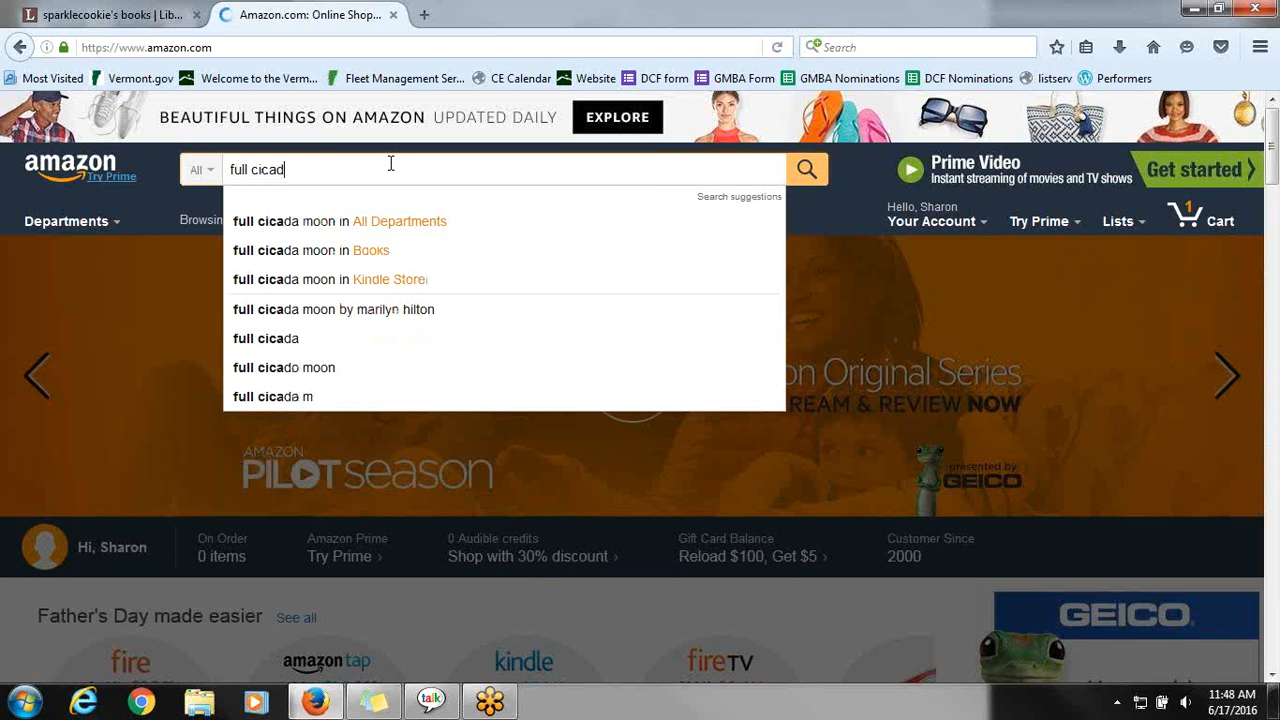 sparklecookie's books | Lib...
Amazon.com: Online Shop...
https://www.amazon.com
Search
Most Visited
Vermont.gov
Welcome to the Verm...
Fleet Management Ser...
CE Calendar
Website
DCF form
GMBA Form
GMBA Nominations
DCF Nominations
listserv
Performers
BEAUTIFUL THINGS ON AMAZON UPDATED DAILY
EXPLORE
amazon
Try Prime
All
full cicad
Prime Video
Instant streaming of movies and TV shows
Get started
Search suggestions
full cicada moon in All Departments
full cicada moon in Books
full cicada moon in Kindle Store
full cicada moon by marilyn hilton
full cicada
full cicado moon
full cicada m
Departments
Browsin
Hello, Sharon
Your Account
Try Prime
Lists
1
Cart
on Original Series
REAM & REVIEW NOW
AMAZON
PILOT SEASON
presented by
GEICO
Hi, Sharon
On Order
0 items
Amazon Prime
Try Prime ›
0 Audible credits
Shop with 30% discount ›
Gift Card Balance
Reload $100, Get $5 ›
Customer Since
2000
Father's Day made easier See all
GEICO
fire
amazon tap
kindle
fireTV
talk
11:48 AM
6/17/2016